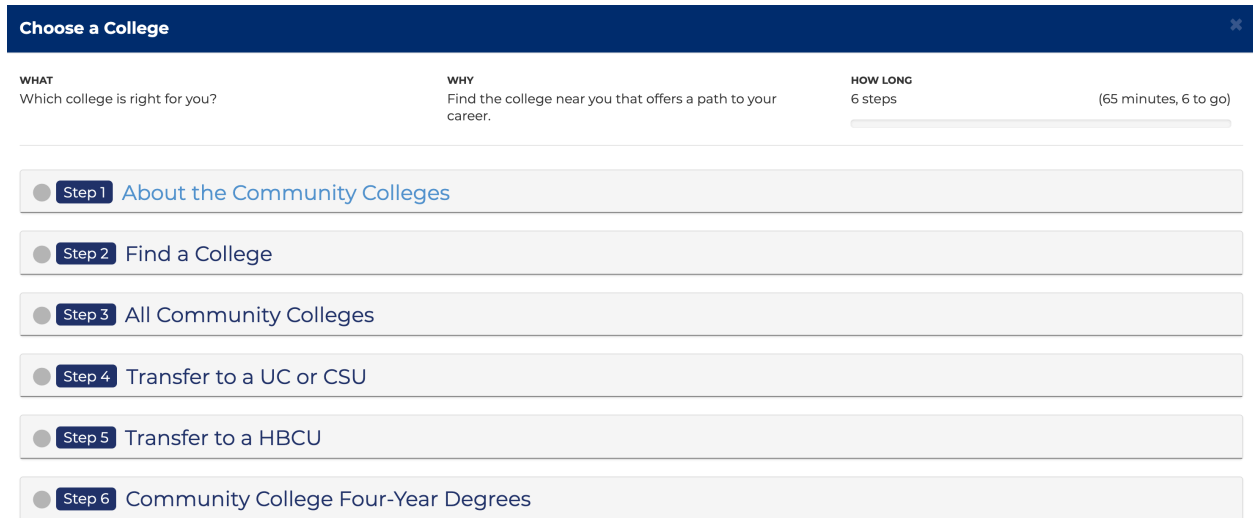 Choose a College
WHAT
Which college is right for you?
WHY
Find the college near you that offers a path to your
career.
HOW LONG
6 steps
(65 minutes, 6 to go)
Step 1 About the Community Colleges
Step 2 Find a College
Step 3 All Community Colleges
Step 4 Transfer to a UC or CSU
Step 5 Transfer to a HBCU
Step 6 Community College Four-Year Degrees